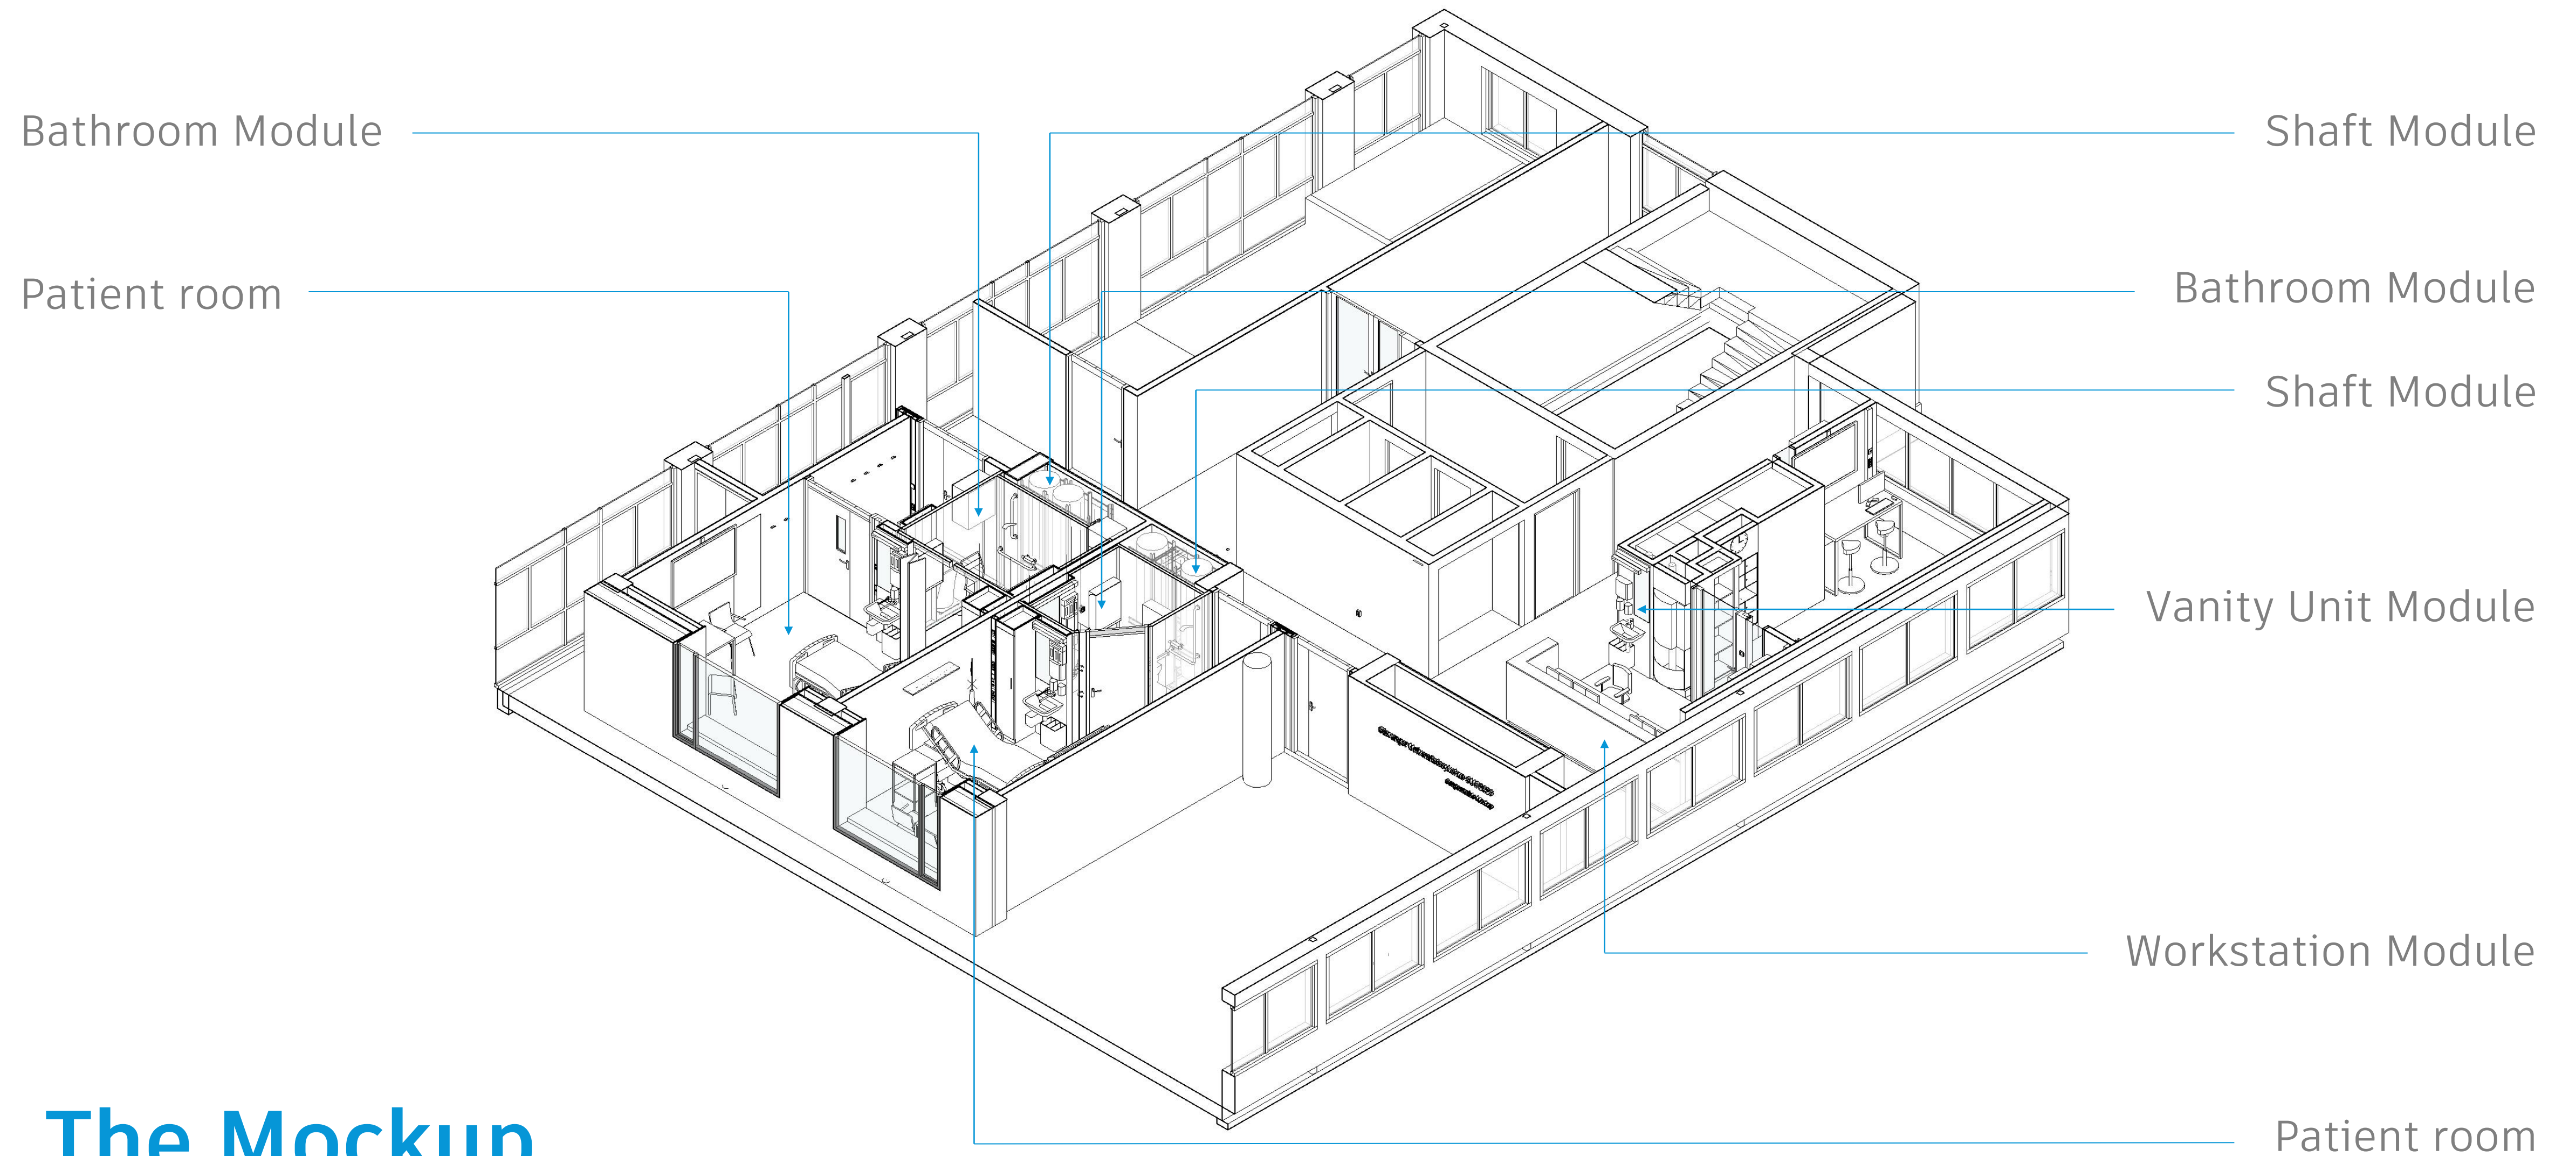 Bathroom Module
Shaft Module
Patient room
Bathroom Module
Shaft Module
Vanity Unit Module
Workstation Module
The Mockup
Patient room